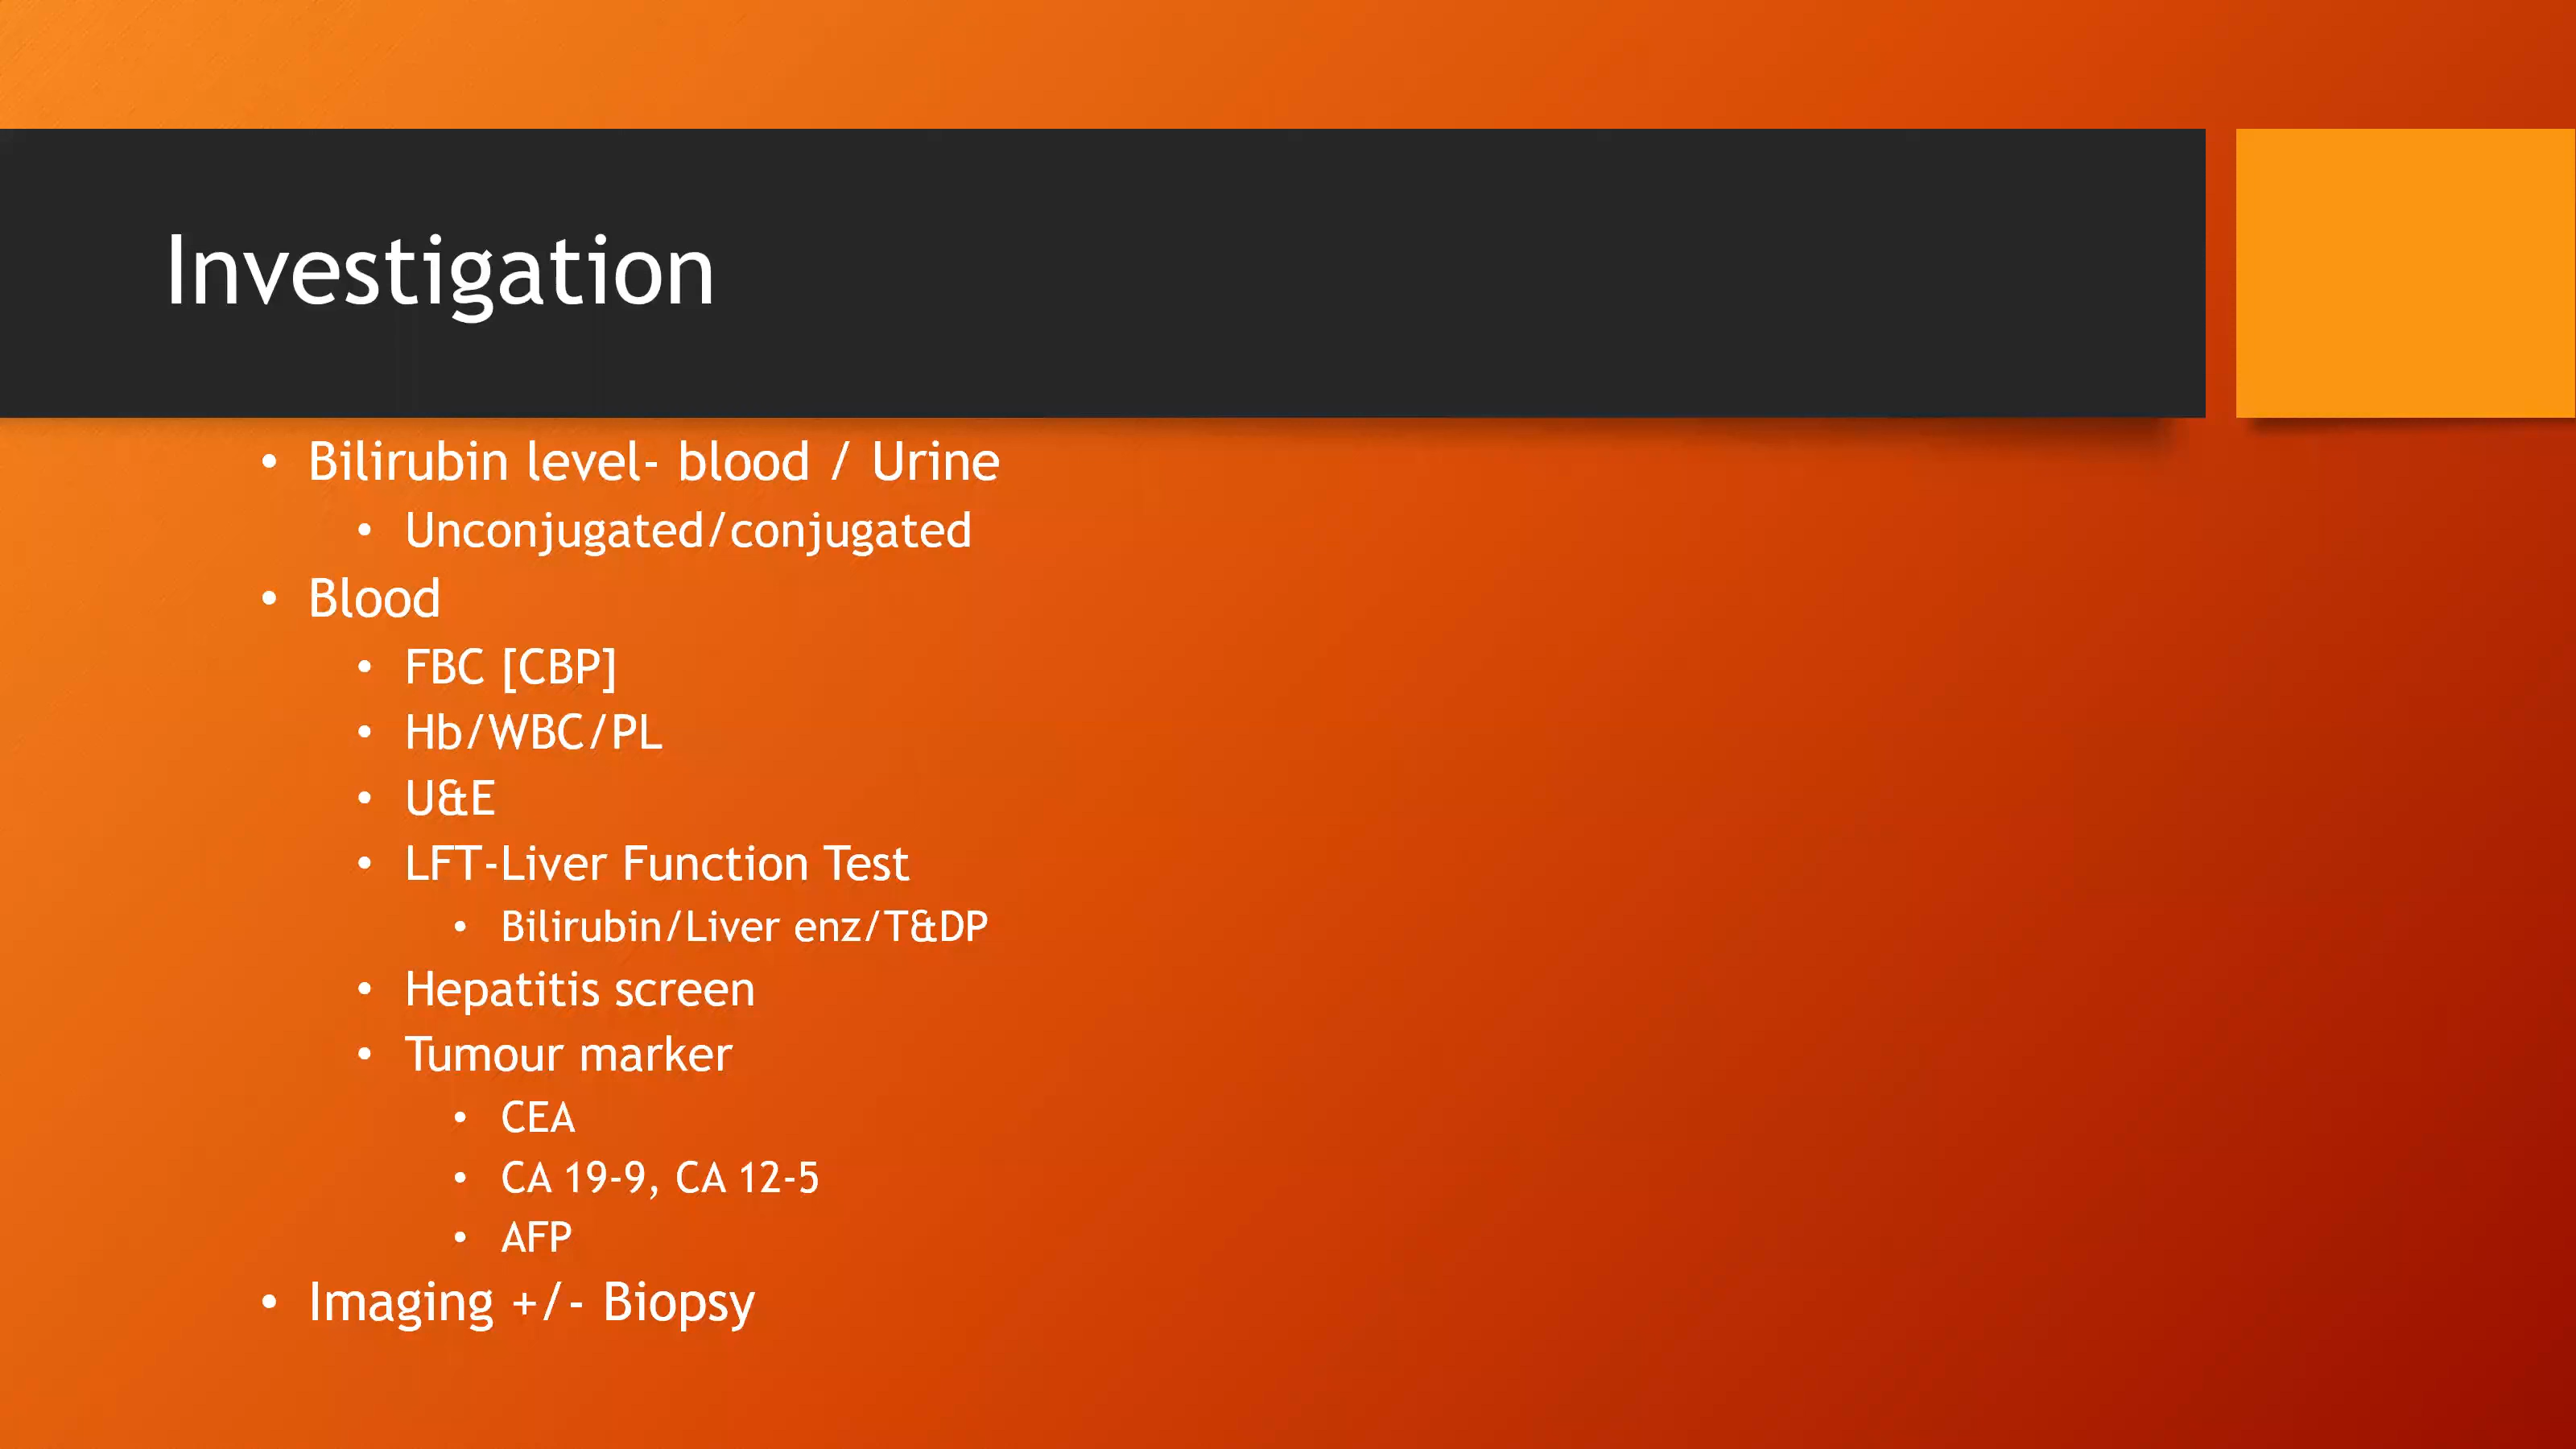 Investigation
• Bilirubin level- blood / Urine
• Unconjugated/conjugated
• Blood
• FBC [CBP]
• Hb/WBC/PL
• U&E
• LFT-Liver Function Test
• Bilirubin/Liver enz/T&DP
• Hepatitis screen
• Tumour marker
• CEA
• CA 19-9, CA 12-5
• AFP
• Imaging +/- Biopsy